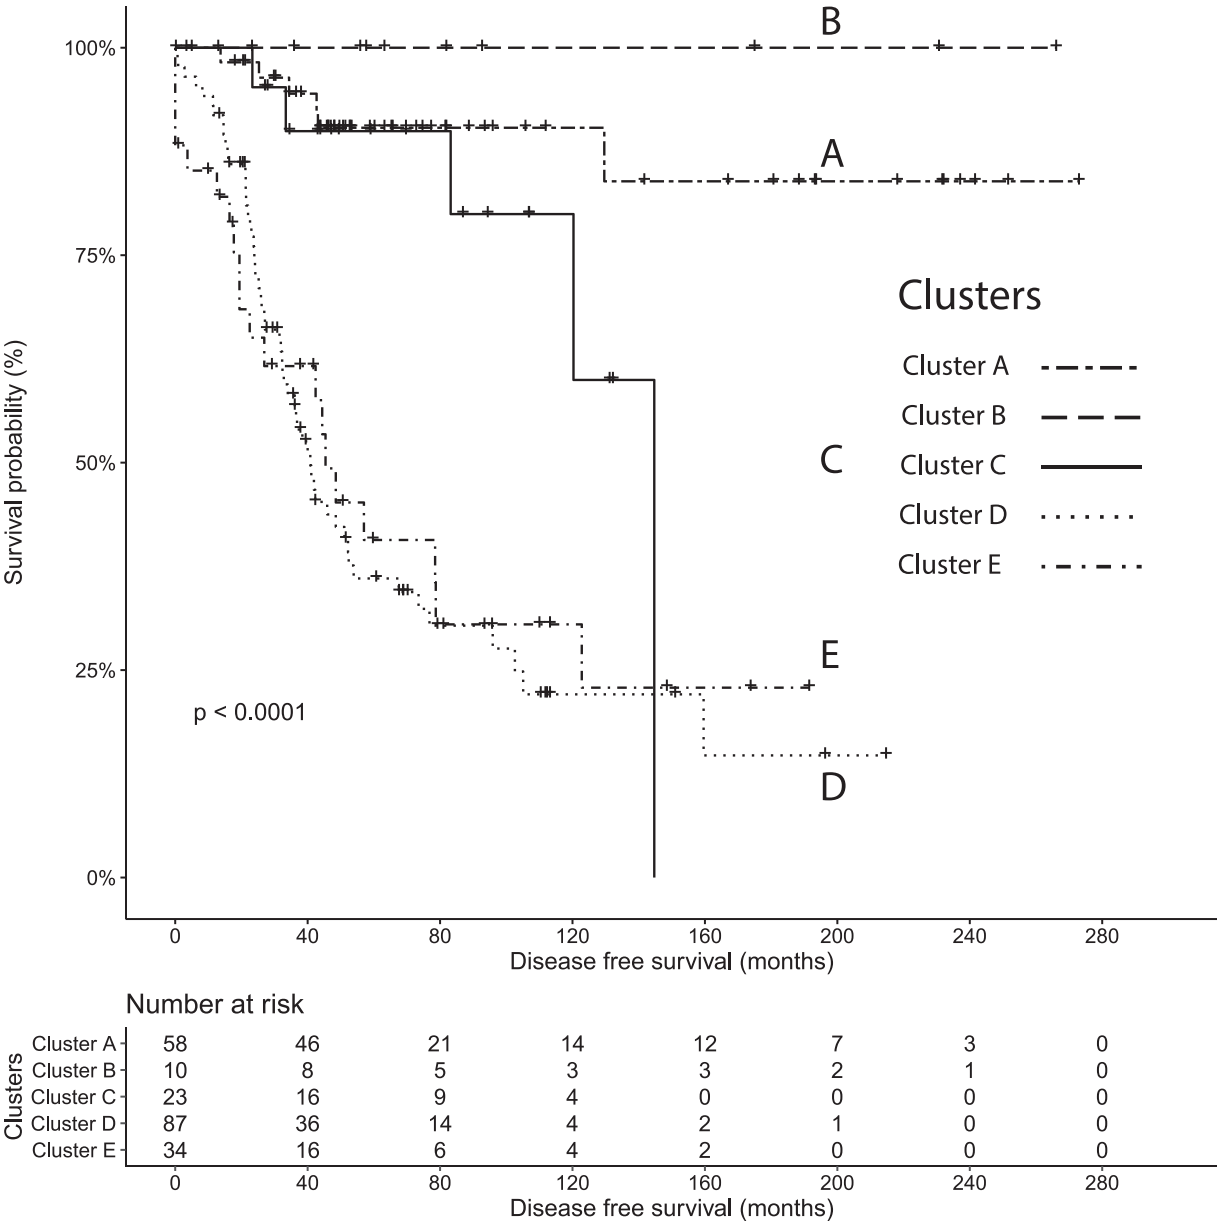 B
100%
A
75%
Clusters
Cluster A
Cluster B
Survival probability (%)
50%
C
Cluster C
Cluster D
Cluster E
E
25%
p < 0.0001
D
0%
0 40 80 120 160 200 240 280
Disease free survival (months)
Number at risk
Clusters
Cluster A 58 46 21 14 12 7 3 0
Cluster B 10 8 5 3 3 2 1 0
Cluster C 23 16 9 4 0 0 0 0
Cluster D 87 36 14 4 2 1 0 0
Cluster E 34 16 6 4 2 0 0 0
0 40 80 120 160 200 240 280
Disease free survival (months)